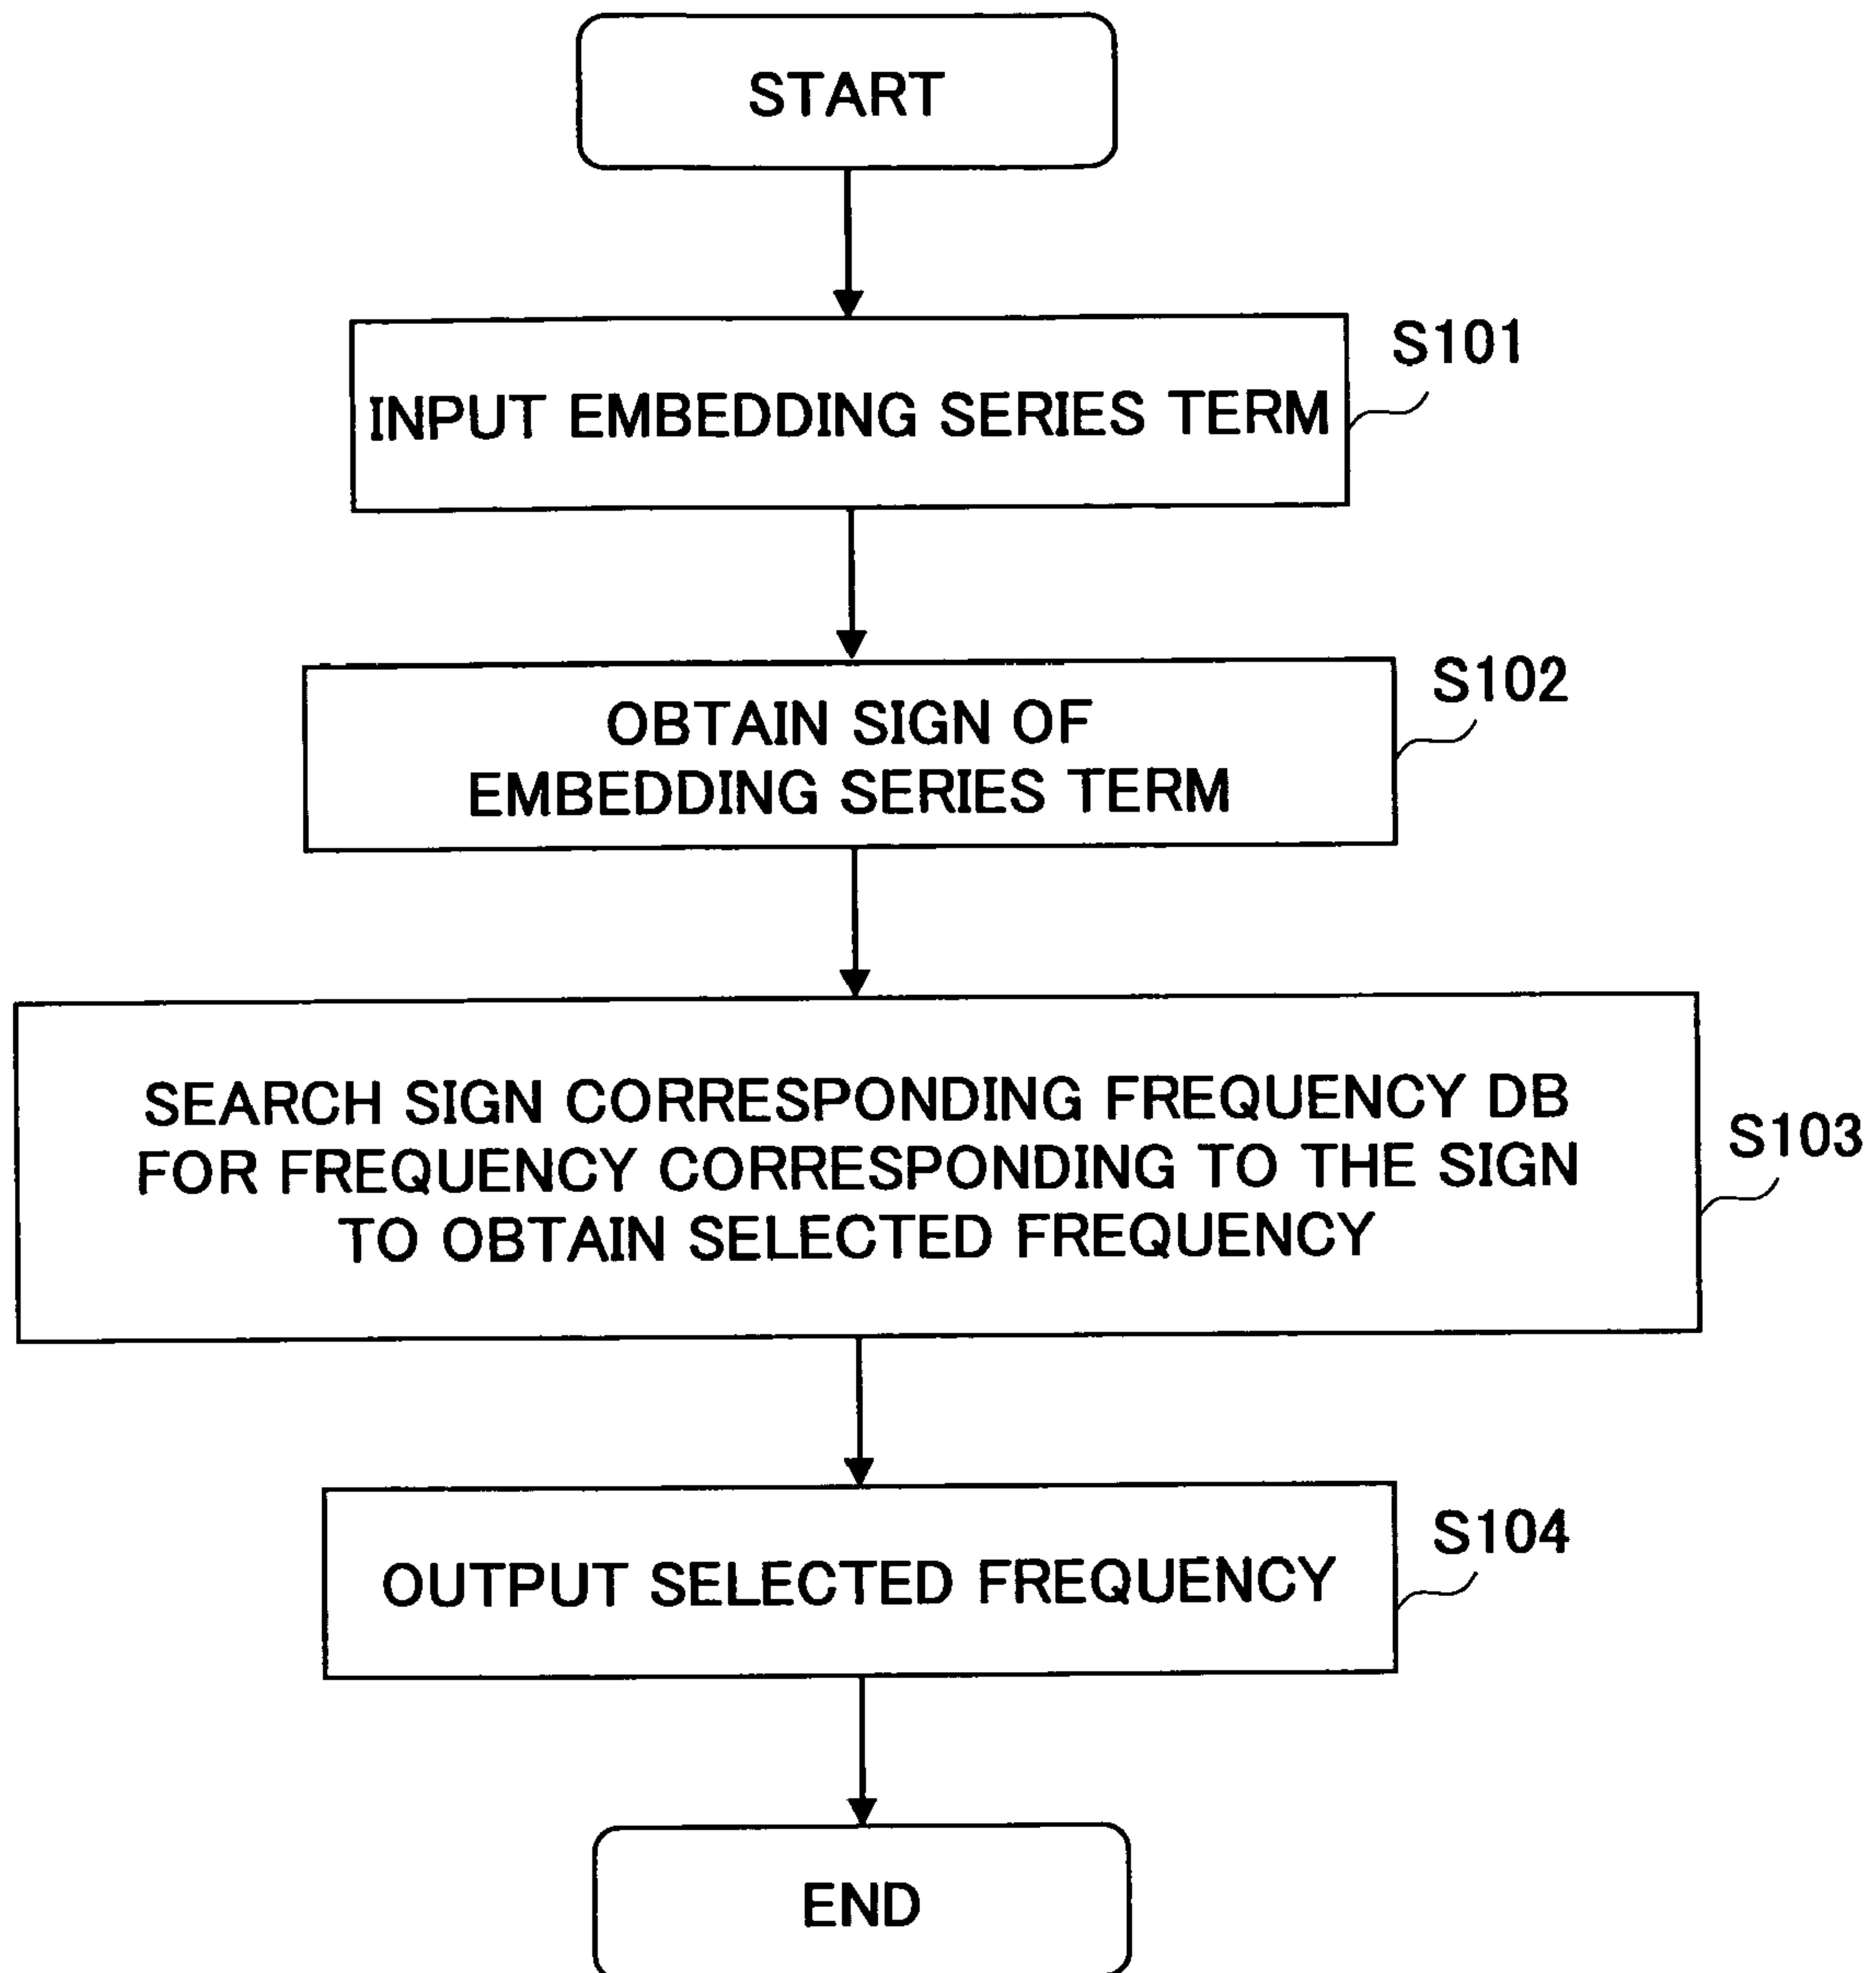 START
S101
INPUT EMBEDDING SERIES TERM
S102
OBTAIN SIGN OF
EMBEDDING SERIES TERM
SEARCH SIGN CORRESPONDING FREQUENCY DB
FOR FREQUENCY CORRESPONDING TO THE SIGN
TO OBTAIN SELECTED FREQUENCY
S103
OUTPUT SELECTED FREQUENCY
S104
END